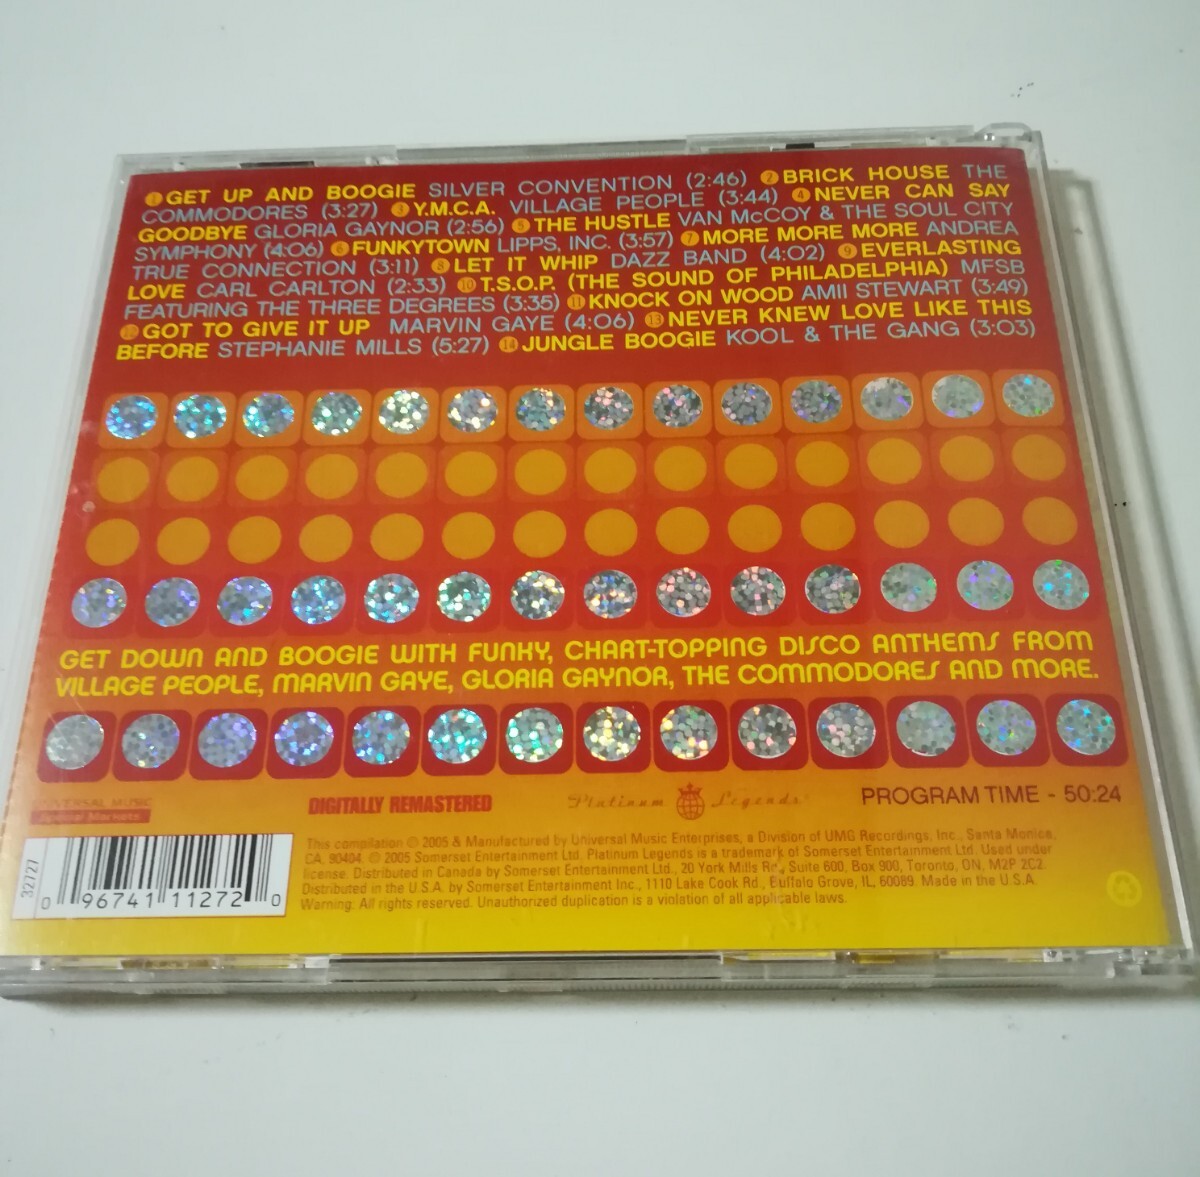 1 GET UP AND BOOGIE SILVER CONVENTION (2:46) 2 BRICK HOUSE THE
COMMODORES (3:27) 3 Y.M.C.A. VILLAGE PEOPLE (3:44) 4 NEVER CAN SAY
GOODBYE GLORIA GAYNOR (2:56) 5 THE HUSTLE VAN McCOY & THE SOUL CITY
SYMPHONY (4:06) 6 FUNKYTOWN LIPPS, INC. (3:57) 7 MORE MORE MORE ANDREA
TRUE CONNECTION (3:11) 8 LET IT WHIP DAZZ BAND (4:02) 9 EVERLASTING
LOVE CARL CARLTON (2:33) 10 T.S.O.P. (THE SOUND OF PHILADELPHIA) MFSB
FEATURING THE THREE DEGREES (3:35) 11 KNOCK ON WOOD AMII STEWART (3:49)
12 GOT TO GIVE IT UP MARVIN GAYE (4:06) 13 NEVER KNEW LOVE LIKE THIS
BEFORE STEPHANIE MILLS (5:27) 14 JUNGLE BOOGIE KOOL & THE GANG (3:03)
GET DOWN AND BOOGIE WITH FUNKY, CHART-TOPPING DISCO ANTHEMS FROM
VILLAGE PEOPLE, MARVIN GAYE, GLORIA GAYNOR, THE COMMODORES AND MORE.
UNIVERSAL MUSIC
Special Markets
DIGITALLY REMASTERED
Platinum Legends
PROGRAM TIME - 50:24
This compilation ℗ 2005 & Manufactured by Universal Music Enterprises, a Division of UMG Recordings, Inc., Santa Monica,
CA, 90404. © 2005 Somerset Entertainment Ltd. Platinum Legends is a trademark of Somerset Entertainment Ltd. Used under
license. Distributed in Canada by Somerset Entertainment Ltd., 20 York Mills Rd., Suite 600, Box 900, Toronto, ON, M2P 2C2.
Distributed in the U.S.A. by Somerset Entertainment Inc., 1110 Lake Cook Rd., Buffalo Grove, IL, 60089. Made in the U.S.A.
Warning. All rights reserved. Unauthorized duplication is a violation of all applicable laws.
32727
0 96741 11272 0